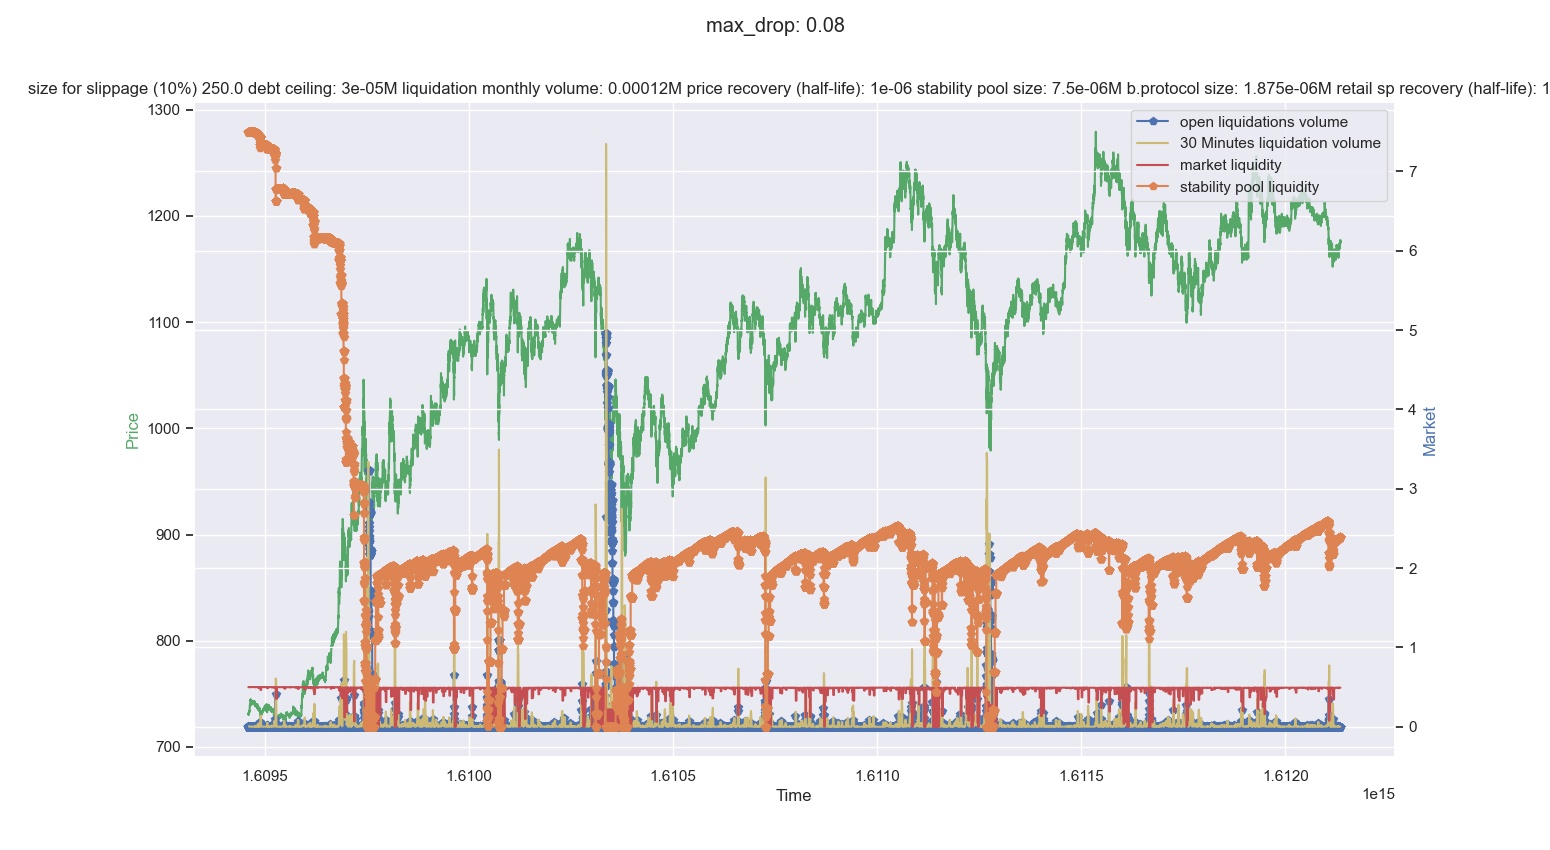 max_drop: 0.08
size for slippage (10%) 250.0 debt ceiling: 3e-05M liquidation monthly volume: 0.00012M price recovery (half-life): 1e-06 stability pool size: 7.5e-06M b.protocol size: 1.875e-06M retail sp recovery (half-life): 1
open liquidations volume
30 Minutes liquidation volume
market liquidity
stability pool liquidity
Price
1300
1200
1100
1000
900
800
700
Market
7
6
5
4
3
2
1
0
1.6095 1.6100 1.6105 1.6110 1.6115 1.6120
Time
1e15